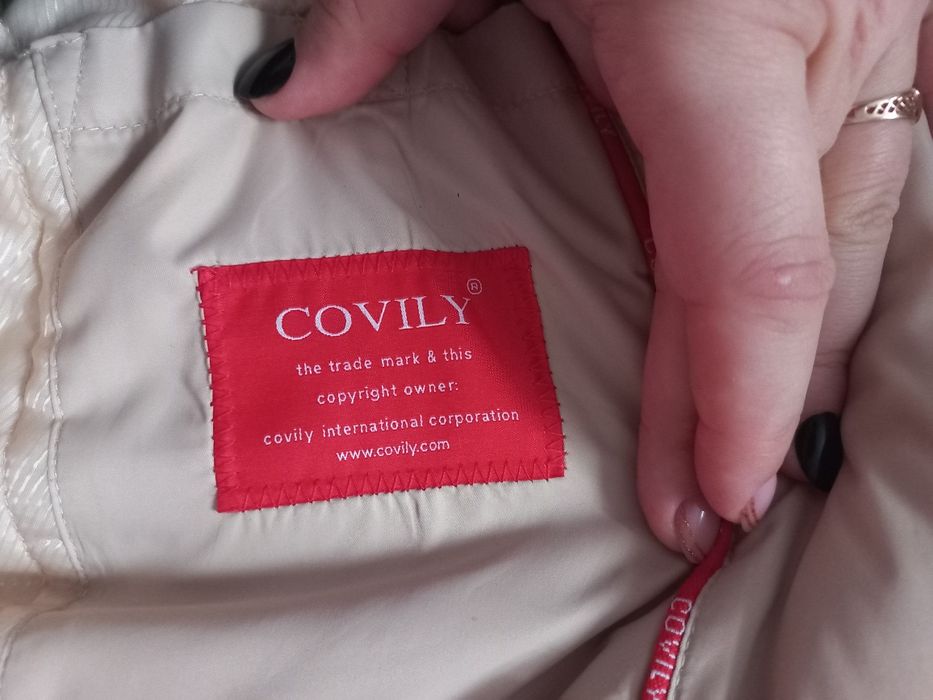 COVILY®
the trade mark & this
copyright owner:
covily international corporation
www.covily.com
COVILY